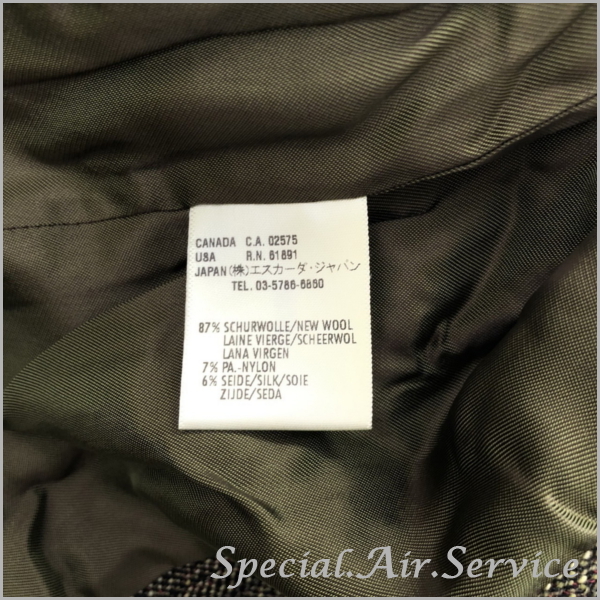 CANADA C.A. 02575
USA R.N. 61891
JAPAN (株)エスカーダ・ジャパン
TEL. 03-5786-6860
87% SCHURWOLLE/NEW WOOL
LAINE VIERGE/SCHEERWOL
LANA VIRGEN
7% PA.-NYLON
6% SEIDE/SILK/SOIE
ZIJDE/SEDA
Special.Air.Service